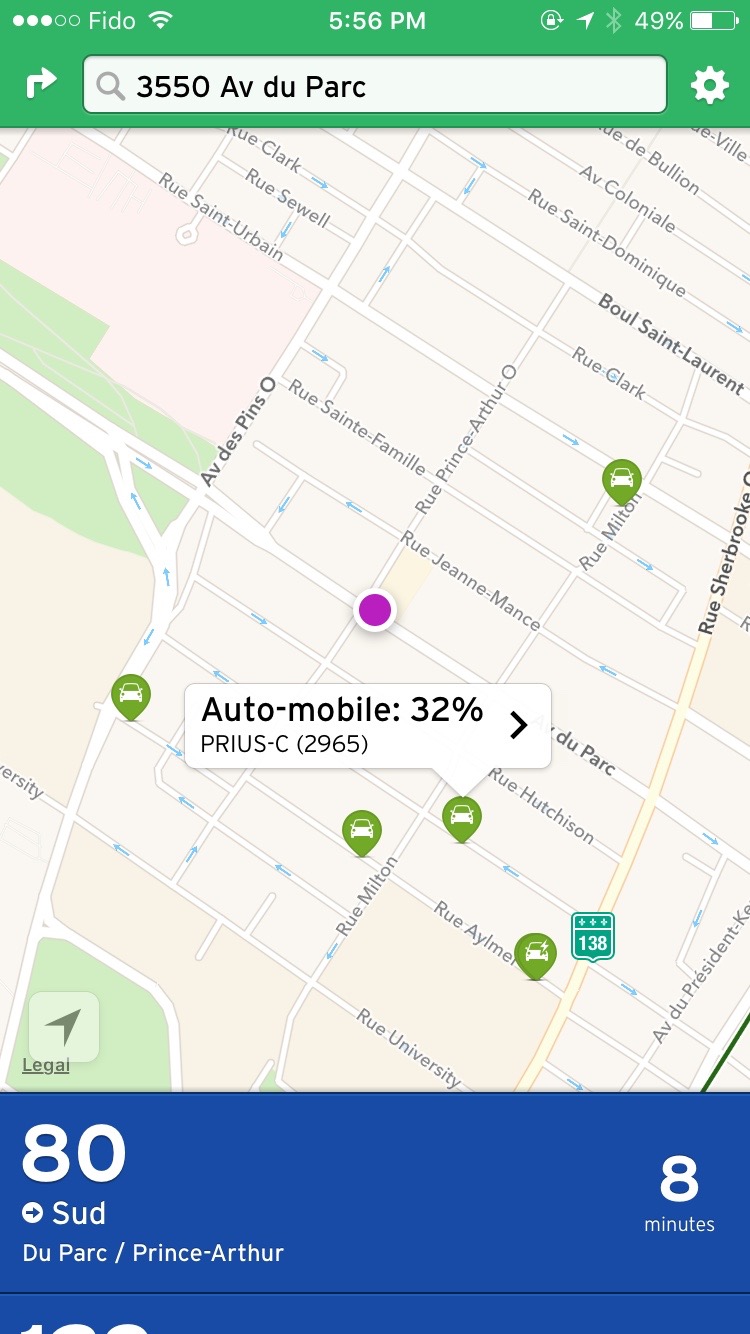 Fido
5:56 PM
49%
3550 Av du Parc
Rue Clark
Rue de Bullion
Rue Sewell
Av Coloniale
Rue Saint-Urbain
Rue Saint-Dominique
Boul Saint-Laurent
Rue Clark
Av des Pins O
Rue Sainte-Famille
Rue Prince-Arthur O
Rue Milton
Rue Sherbrooke O
Rue Jeanne-Mance
Auto-mobile: 32%
PRIUS-C (2965)
Av du Parc
Rue Hutchison
Rue Milton
Rue Aylmer
138
Av du Président-Ke
Rue University
Legal
80
Sud
Du Parc / Prince-Arthur
8
minutes